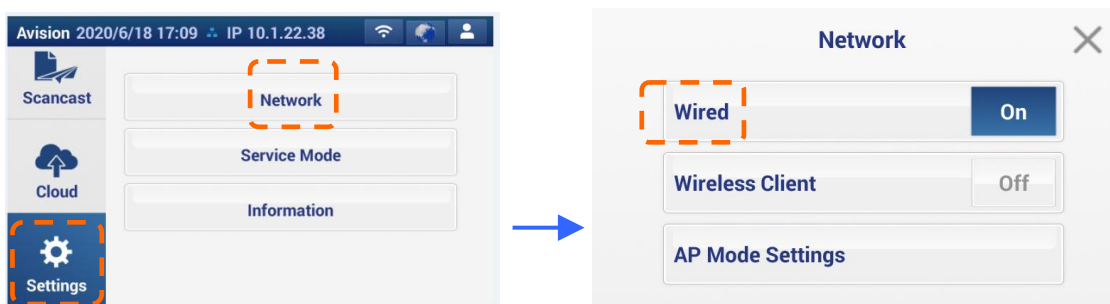 Avision 2020/6/18 17:09 IP 10.1.22.38
Scancast
Cloud
Settings
Network
Service Mode
Information
Network
Wired On
Wireless Client Off
AP Mode Settings